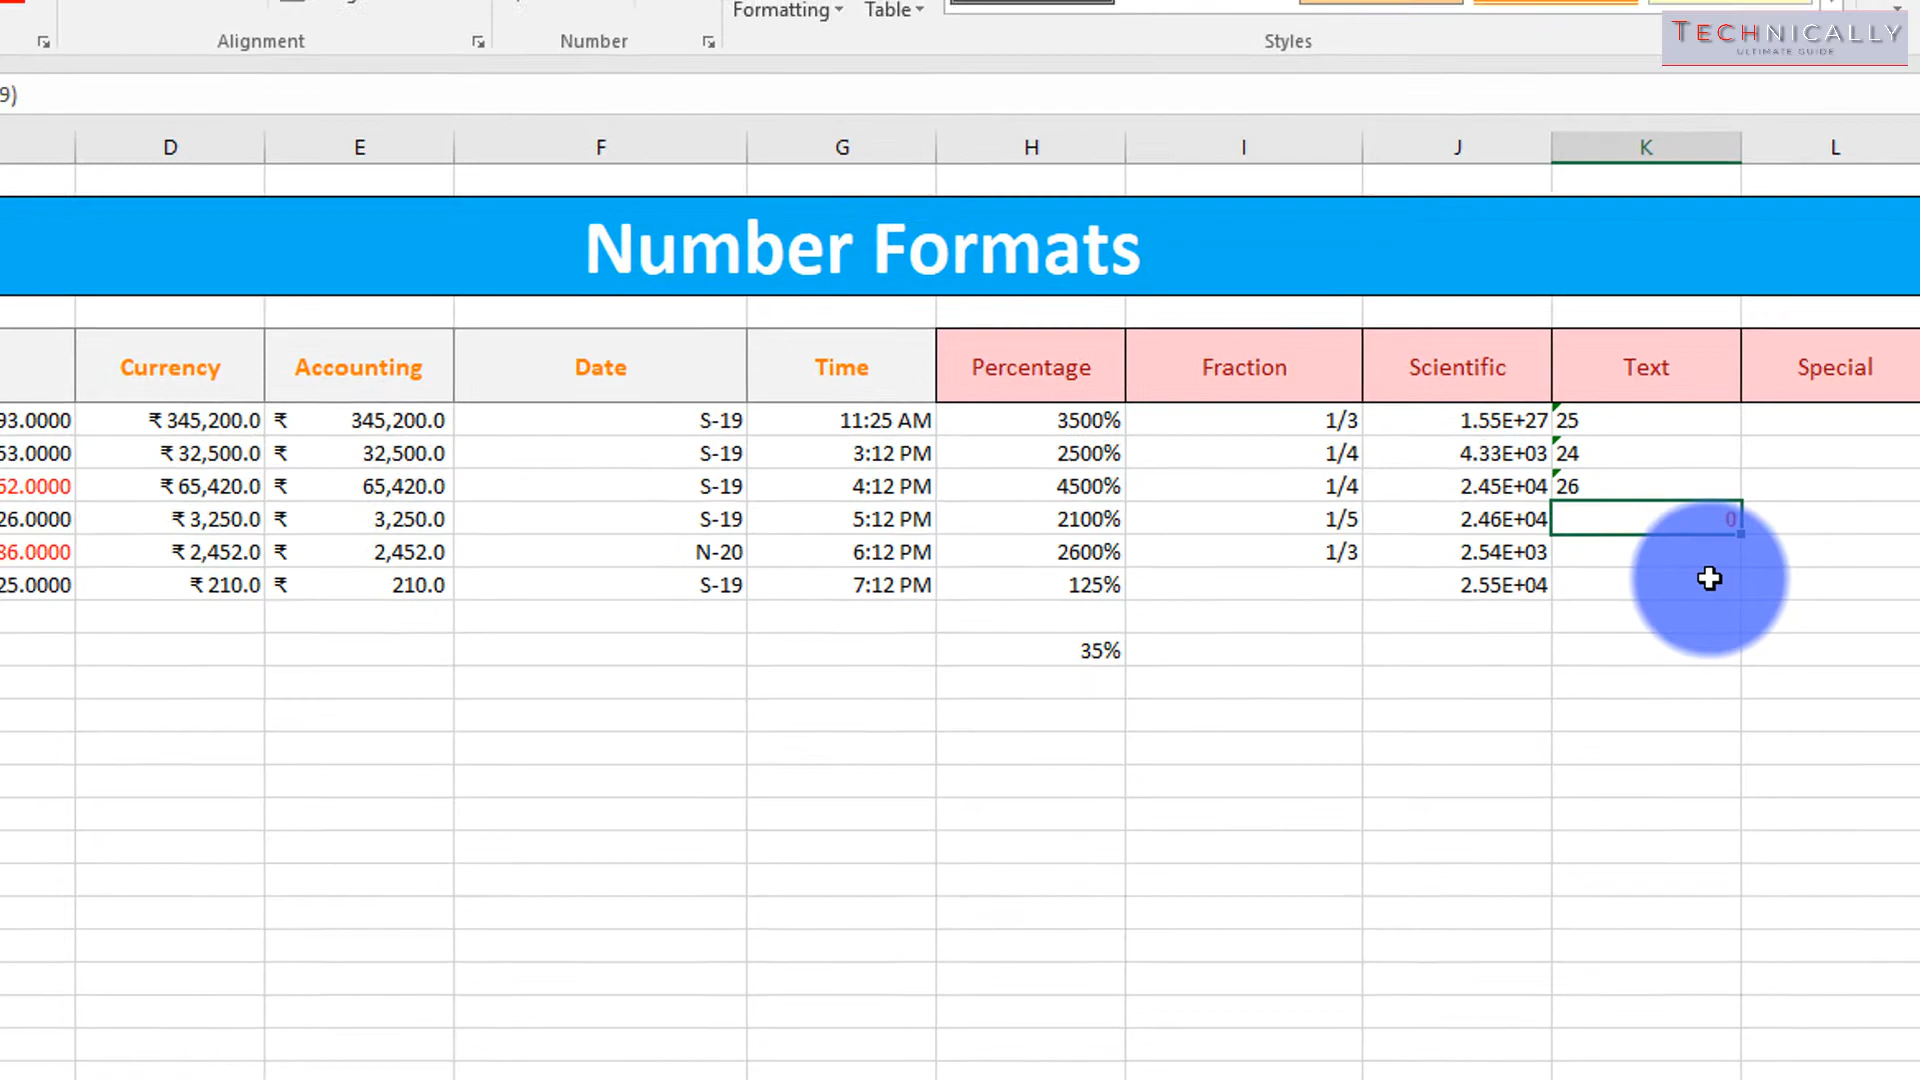 Formatting Table
Alignment Number Styles
TECHNICALLY
ULTIMATE GUIDE
9)
D E F G H I J K L
Number Formats
Currency Accounting Date Time Percentage Fraction Scientific Text Special
93.0000 ₹ 345,200.0 ₹ 345,200.0 S-19 11:25 AM 3500% 1/3 1.55E+27 25
53.0000 ₹ 32,500.0 ₹ 32,500.0 S-19 3:12 PM 2500% 1/4 4.33E+03 24
52.0000 ₹ 65,420.0 ₹ 65,420.0 S-19 4:12 PM 4500% 1/4 2.45E+04 26
26.0000 ₹ 3,250.0 ₹ 3,250.0 S-19 5:12 PM 2100% 1/5 2.46E+04 0
36.0000 ₹ 2,452.0 ₹ 2,452.0 N-20 6:12 PM 2600% 1/3 2.54E+03
25.0000 ₹ 210.0 ₹ 210.0 S-19 7:12 PM 125% 2.55E+04
35%